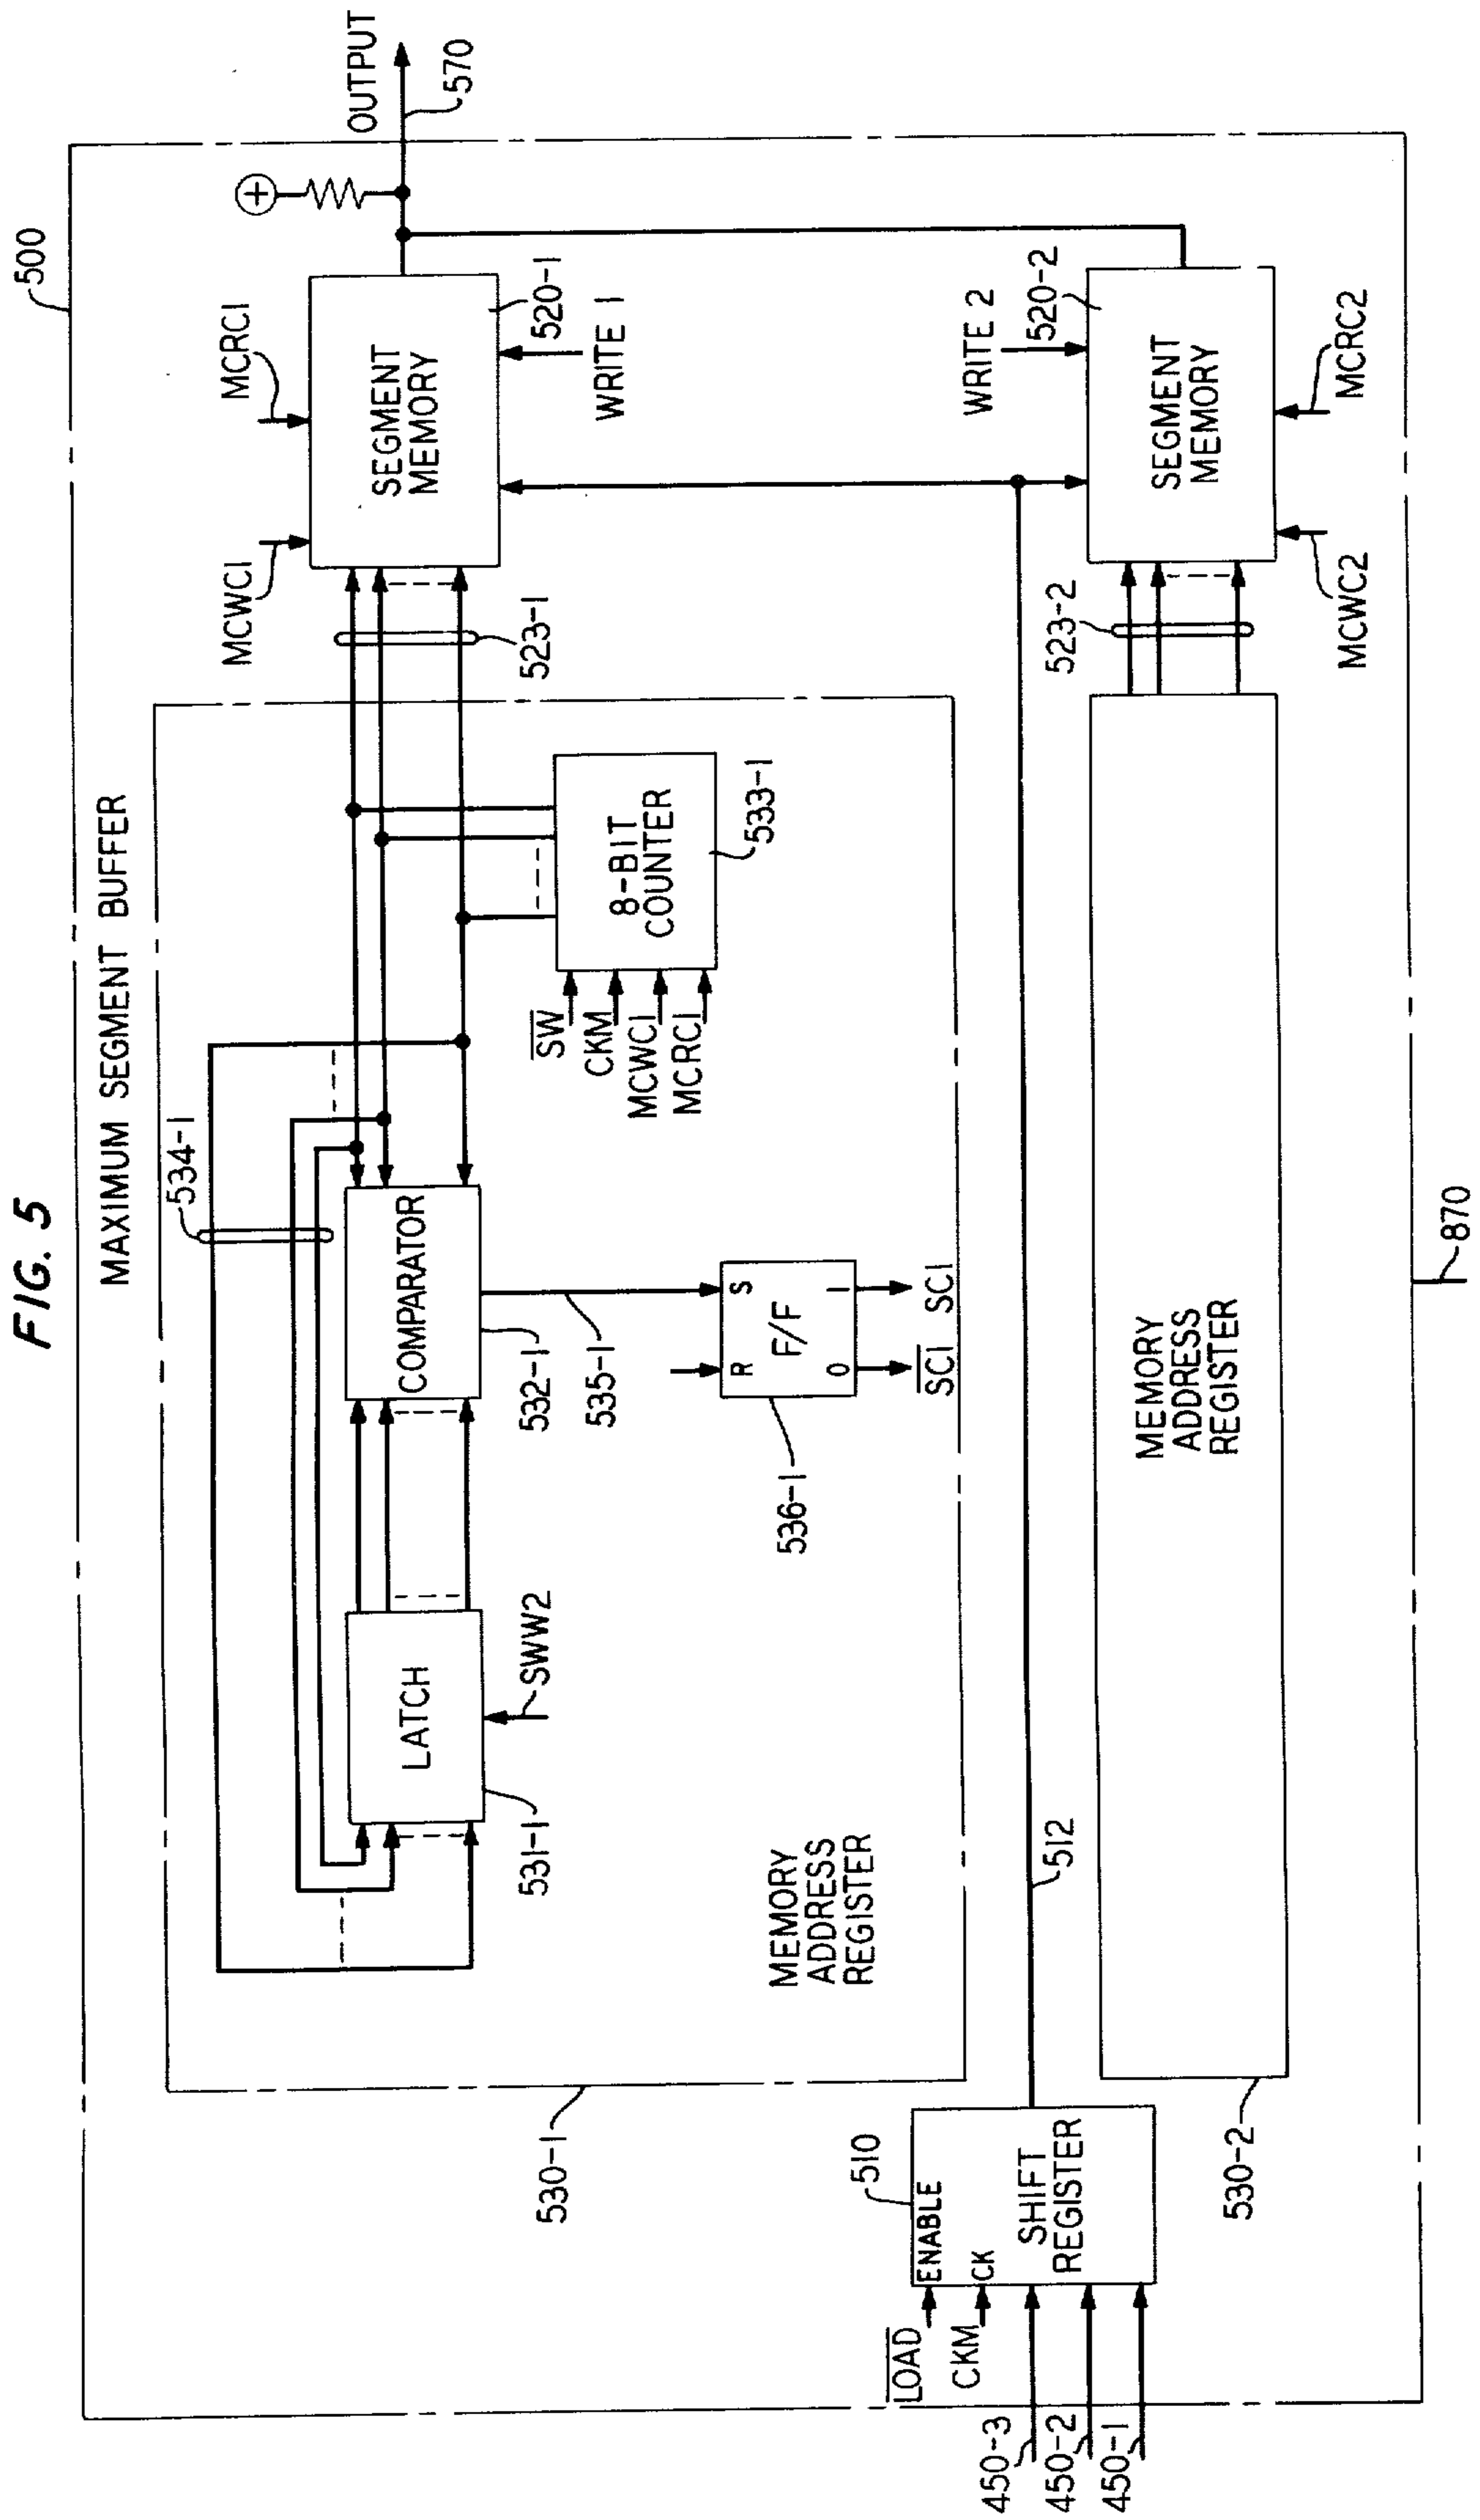 FIG. 5
500
MAXIMUM SEGMENT BUFFER
OUTPUT
570
MCWC1
MCRC1
SEGMENT
MEMORY
520-1
WRITE 1
523-1
534-1
LATCH
531-1
SWW2
COMPARATOR
532-1
535-1
R
S
F/F
0
1
536-1
S̅C̅1̅
SC1
8-BIT
COUNTER
533-1
S̅W̅
CKM
MCWC1
MCRC1
MEMORY
ADDRESS
REGISTER
530-1
WRITE 2
520-2
SEGMENT
MEMORY
MCWC2
MCRC2
523-2
MEMORY
ADDRESS
REGISTER
530-2
510
512
ENABLE
CK
SHIFT
REGISTER
L̅O̅A̅D̅
CKM
450-3
450-2
450-1
870